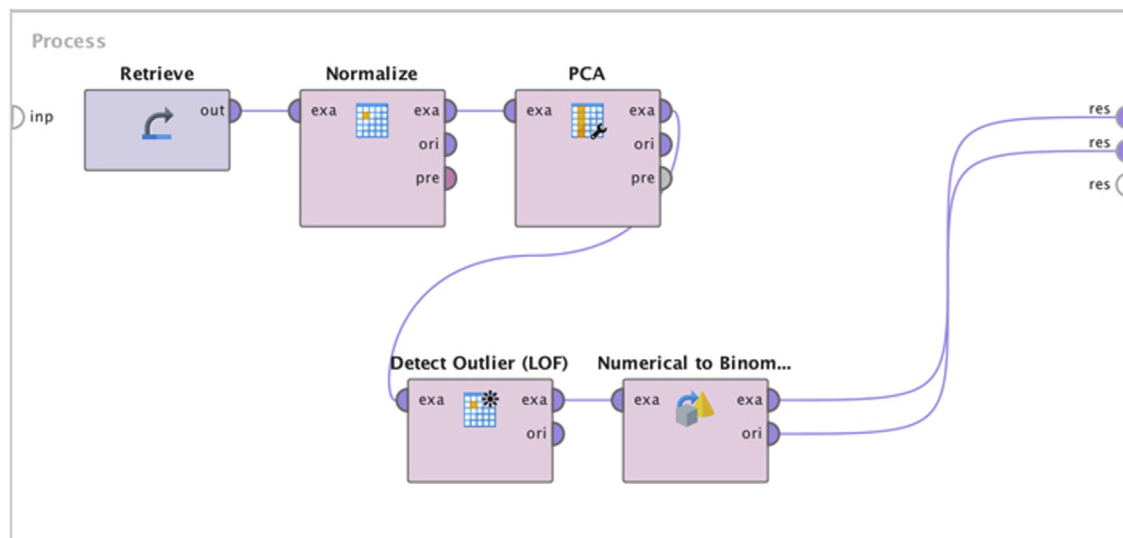 Process
inp
Retrieve
out
Normalize
exa exa
ori
pre
PCA
exa exa
ori
pre
res
res
res
Detect Outlier (LOF)
exa exa
ori
Numerical to Binom...
exa exa
ori